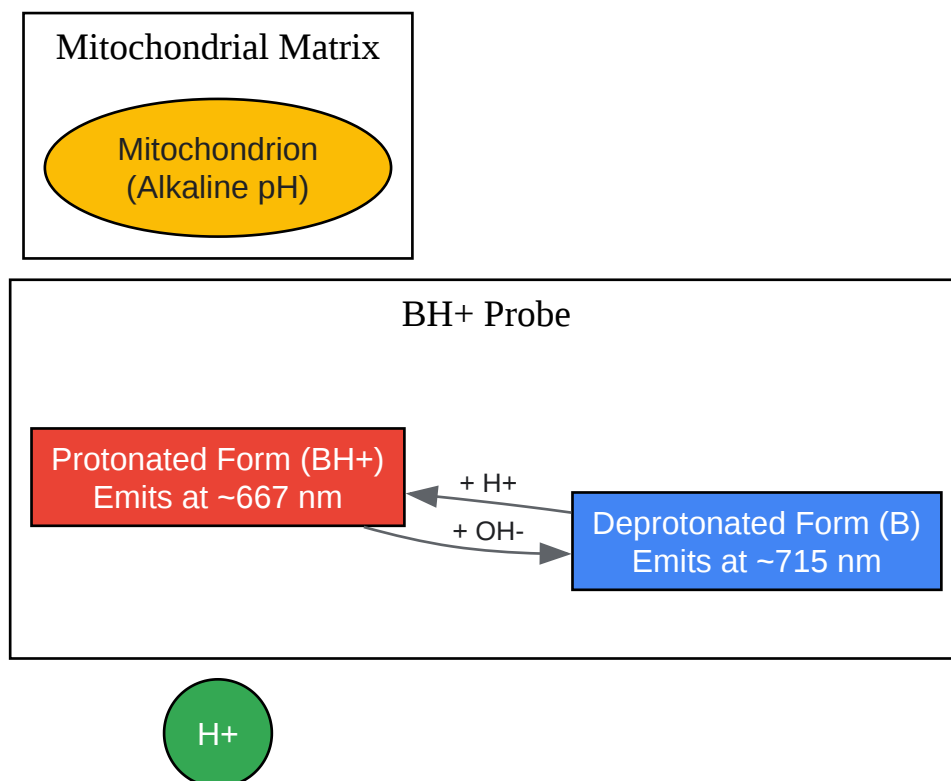 Mitochondrial Matrix
Mitochondrion
(Alkaline pH)
BH+ Probe
Protonated Form (BH+)
Emits at ~667 nm
+ H+
+ OH-
Deprotonated Form (B)
Emits at ~715 nm
H+